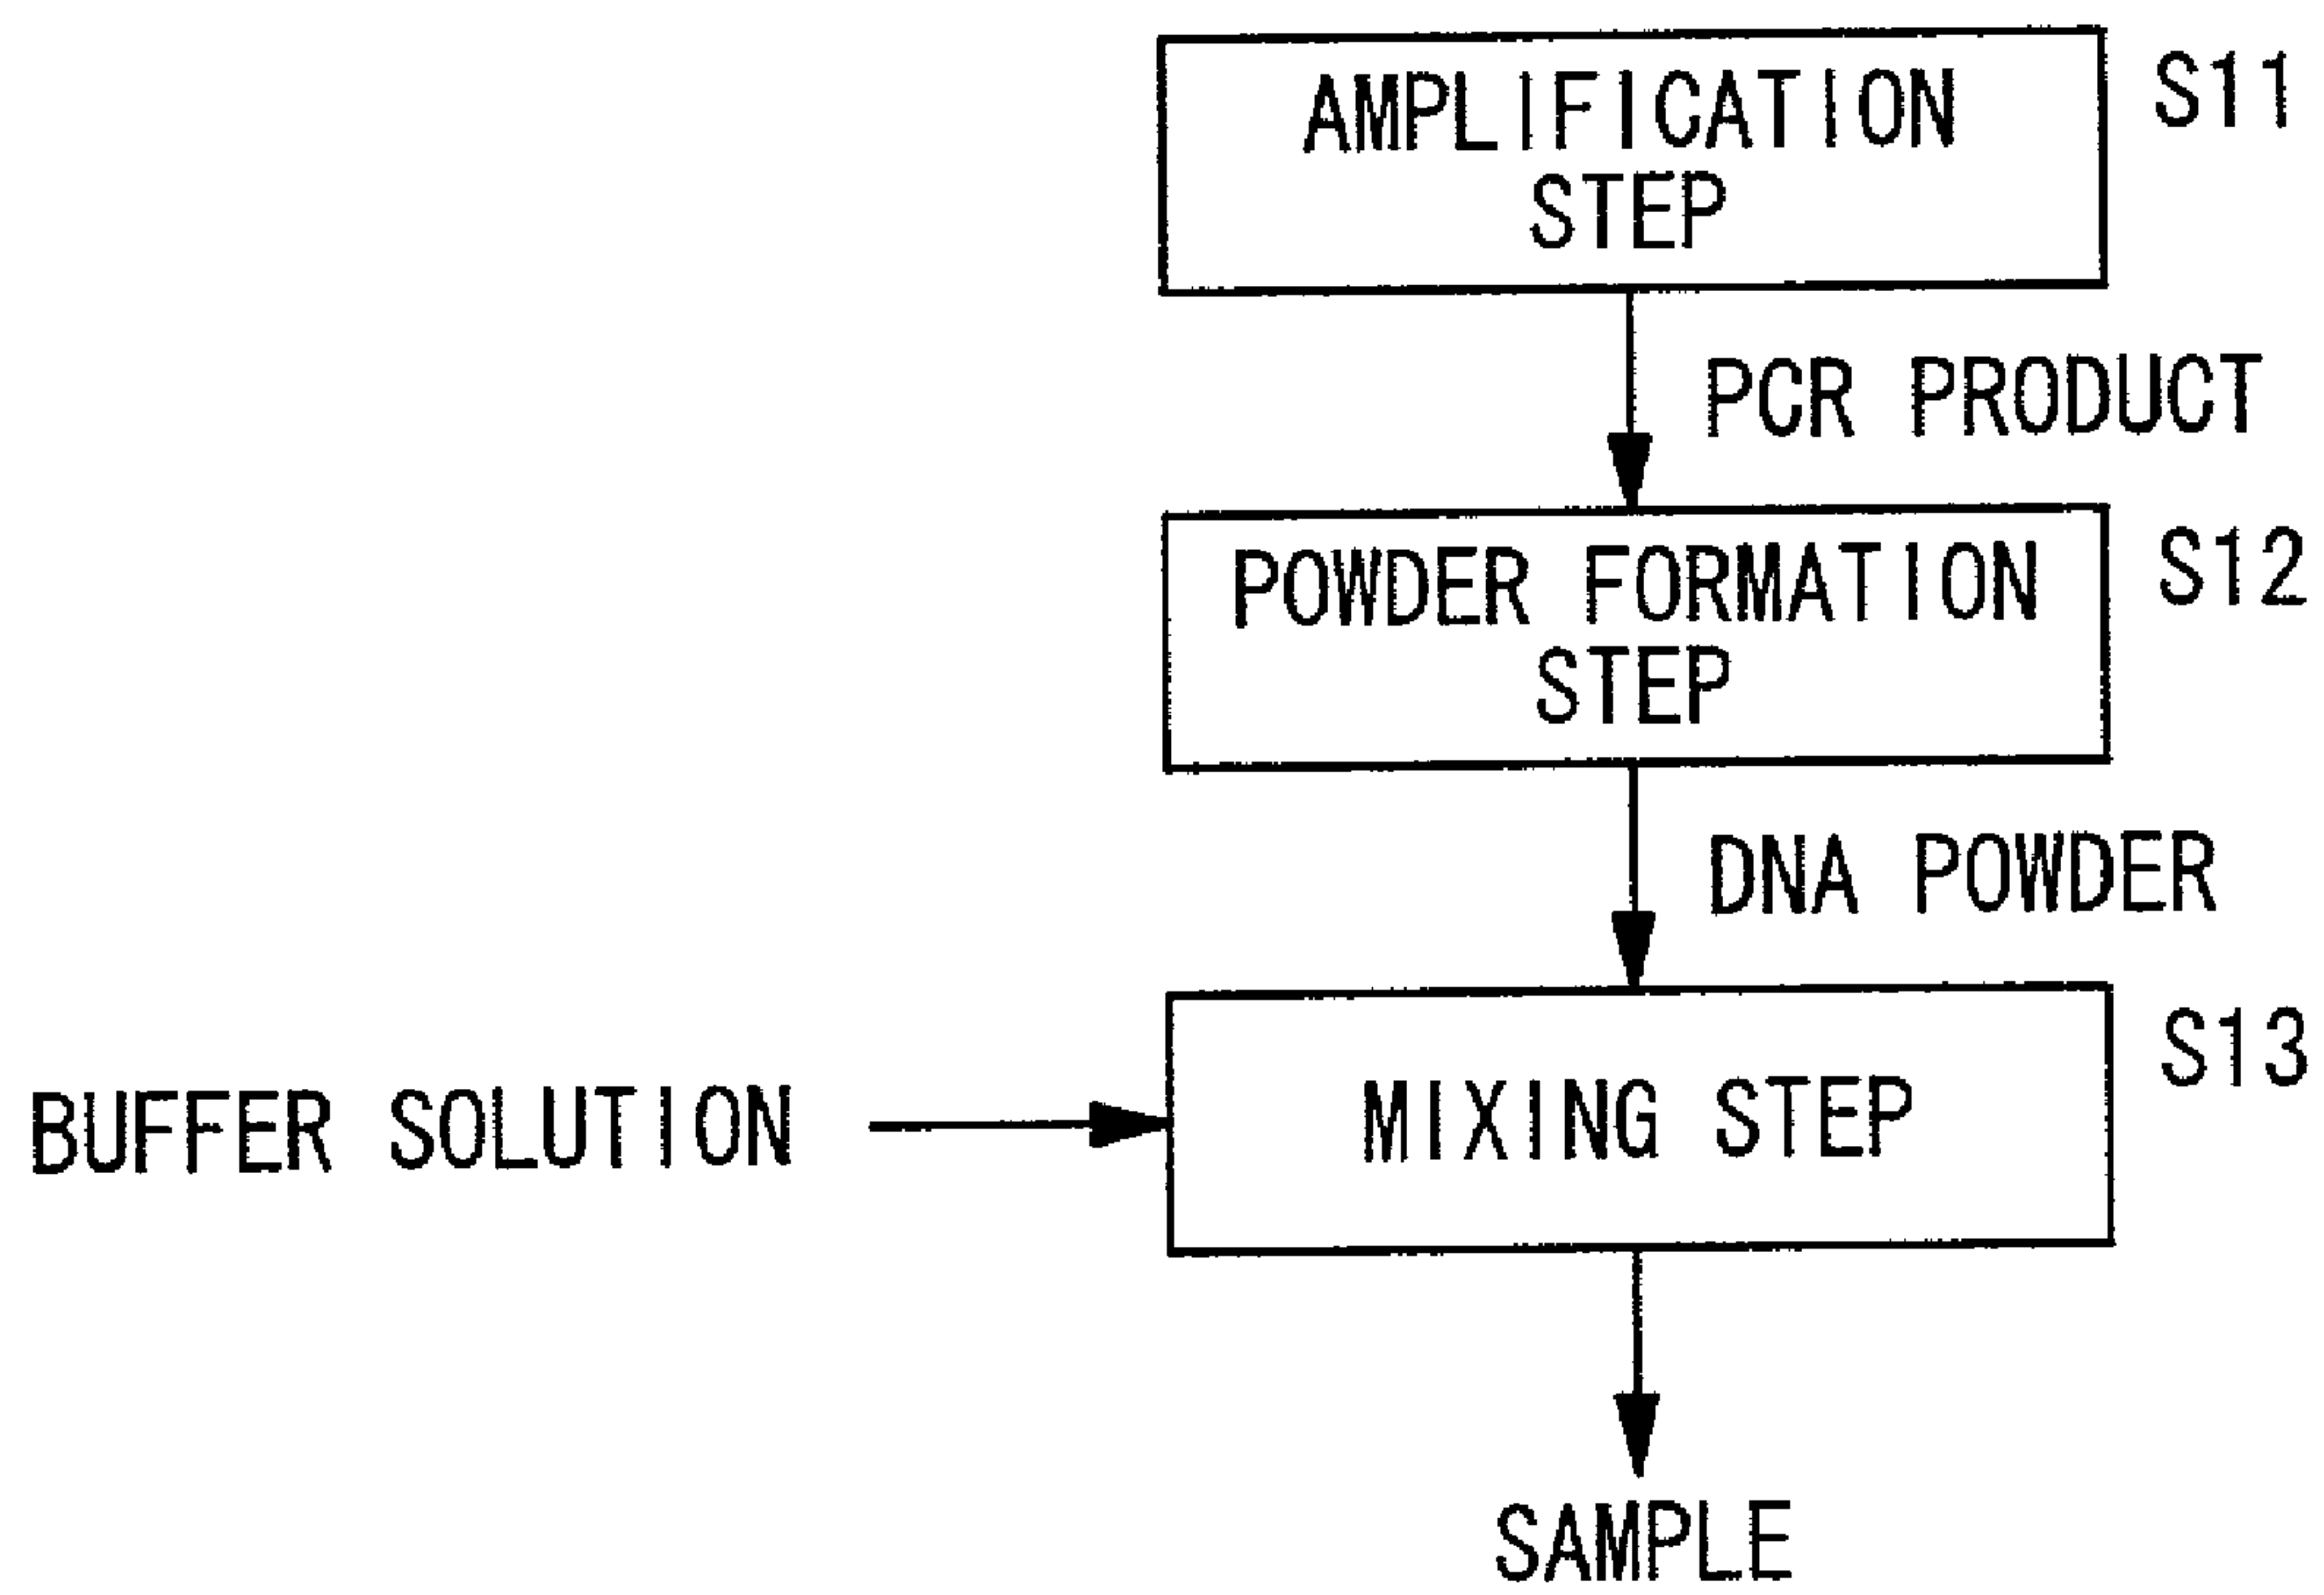 AMPLIFICATION
STEP
S11
PCR PRODUCT
POWDER FORMATION
STEP
S12
DNA POWDER
BUFFER SOLUTION
MIXING STEP
S13
SAMPLE